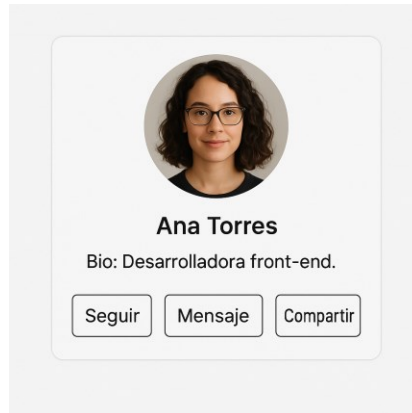 Ana Torres
Bio: Desarrolladora front-end.
Seguir Mensaje Compartir